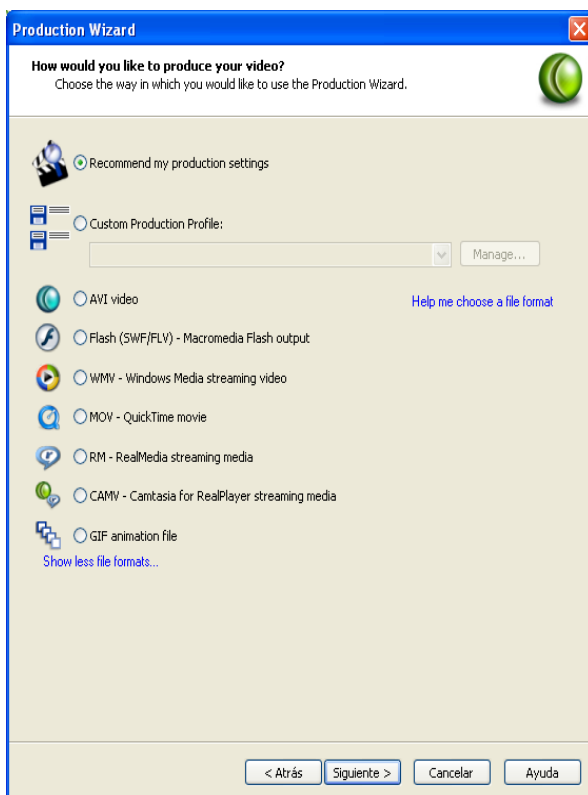 Production Wizard
How would you like to produce your video?
Choose the way in which you would like to use the Production Wizard.
Recommend my production settings
Custom Production Profile:
Manage...
AVI video
Help me choose a file format
Flash (SWF/FLV) - Macromedia Flash output
WMV - Windows Media streaming video
MOV - QuickTime movie
RM - RealMedia streaming media
CAMV - Camtasia for RealPlayer streaming media
GIF animation file
Show less file formats...
< Atrás
Siguiente >
Cancelar
Ayuda